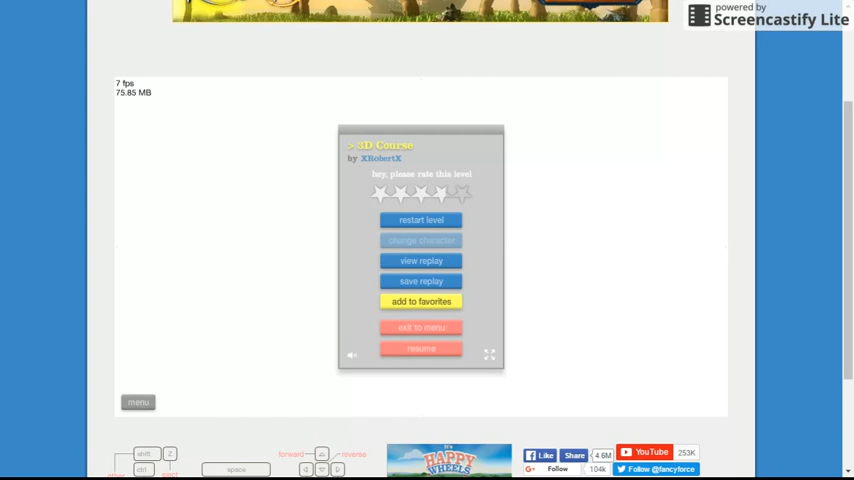 powered by
Screencastify Lite
7 fps
75.85 MB
> 3D Course
by XRobertX
hey, please rate this level
restart level
change character
view replay
save replay
add to favorites
exit to menu
resume
menu
shift
Z
forward
reverse
ctrl
eject
space
HAPPY
WHEELS
Like
Share
4.6M
YouTube
253K
G+ Follow
104k
Follow @fancyforce